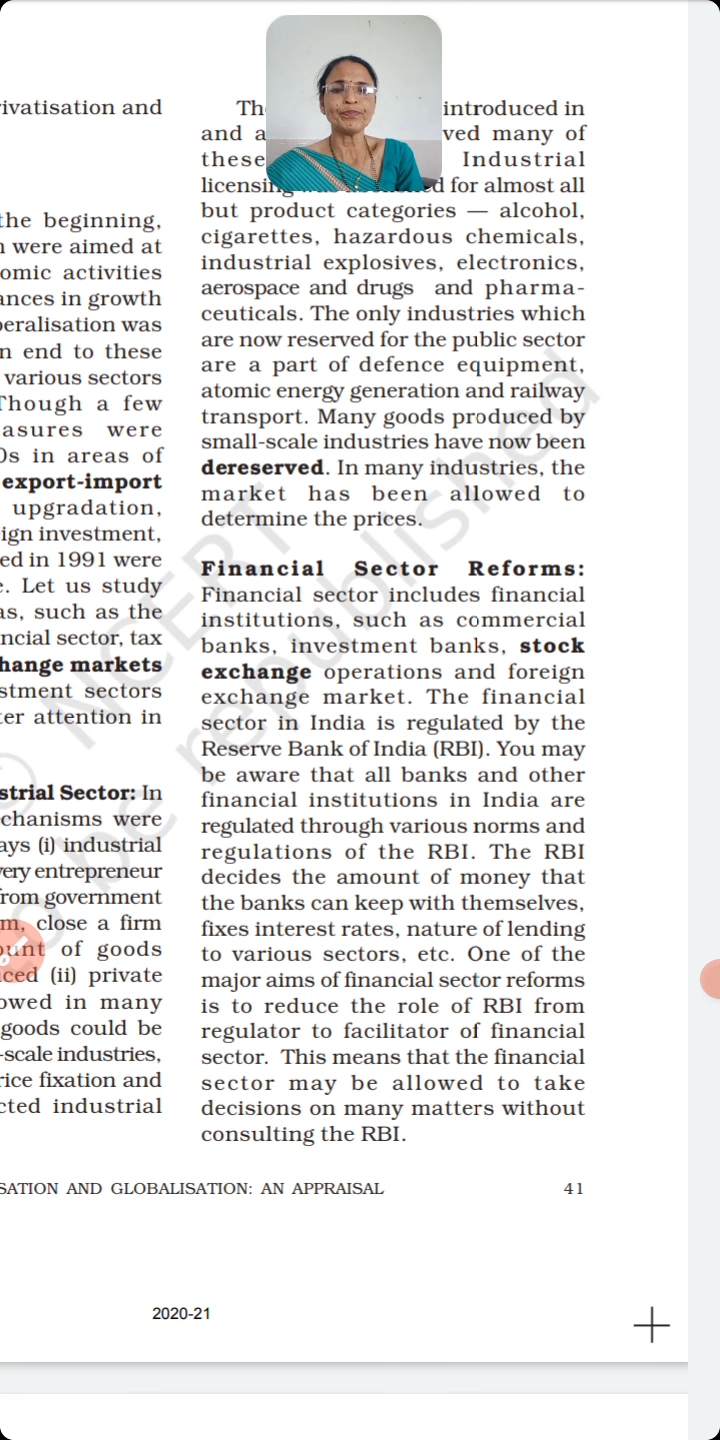 rivatisation and
the beginning,
were aimed at
omic activities
ances in growth
eralisation was
n end to these
various sectors
Though a few
asures were
0s in areas of
export-import
upgradation,
ign investment,
ed in 1991 were
e. Let us study
as, such as the
ncial sector, tax
hange markets
stment sectors
ter attention in
strial Sector: In
chanisms were
ays (i) industrial
very entrepreneur
from government
m, close a firm
ount of goods
ced (ii) private
owed in many
goods could be
-scale industries,
rice fixation and
cted industrial
Th introduced in
and a ved many of
these Industrial
licensing d for almost all
but product categories — alcohol,
cigarettes, hazardous chemicals,
industrial explosives, electronics,
aerospace and drugs and pharma-
ceuticals. The only industries which
are now reserved for the public sector
are a part of defence equipment,
atomic energy generation and railway
transport. Many goods produced by
small-scale industries have now been
dereserved. In many industries, the
market has been allowed to
determine the prices.
Financial Sector Reforms:
Financial sector includes financial
institutions, such as commercial
banks, investment banks, stock
exchange operations and foreign
exchange market. The financial
sector in India is regulated by the
Reserve Bank of India (RBI). You may
be aware that all banks and other
financial institutions in India are
regulated through various norms and
regulations of the RBI. The RBI
decides the amount of money that
the banks can keep with themselves,
fixes interest rates, nature of lending
to various sectors, etc. One of the
major aims of financial sector reforms
is to reduce the role of RBI from
regulator to facilitator of financial
sector. This means that the financial
sector may be allowed to take
decisions on many matters without
consulting the RBI.
SATION AND GLOBALISATION: AN APPRAISAL 41
2020-21
© NCERT
o be republished